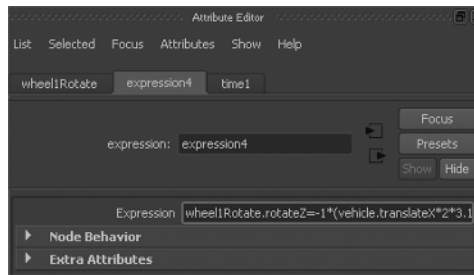 Attribute Editor
List Selected Focus Attributes Show Help
wheel1Rotate expression4 time1
Focus
expression: expression4
Presets
Show Hide
Expression wheel1Rotate.rotateZ=-1*(vehicle.translateX*2*3.1
Node Behavior
Extra Attributes